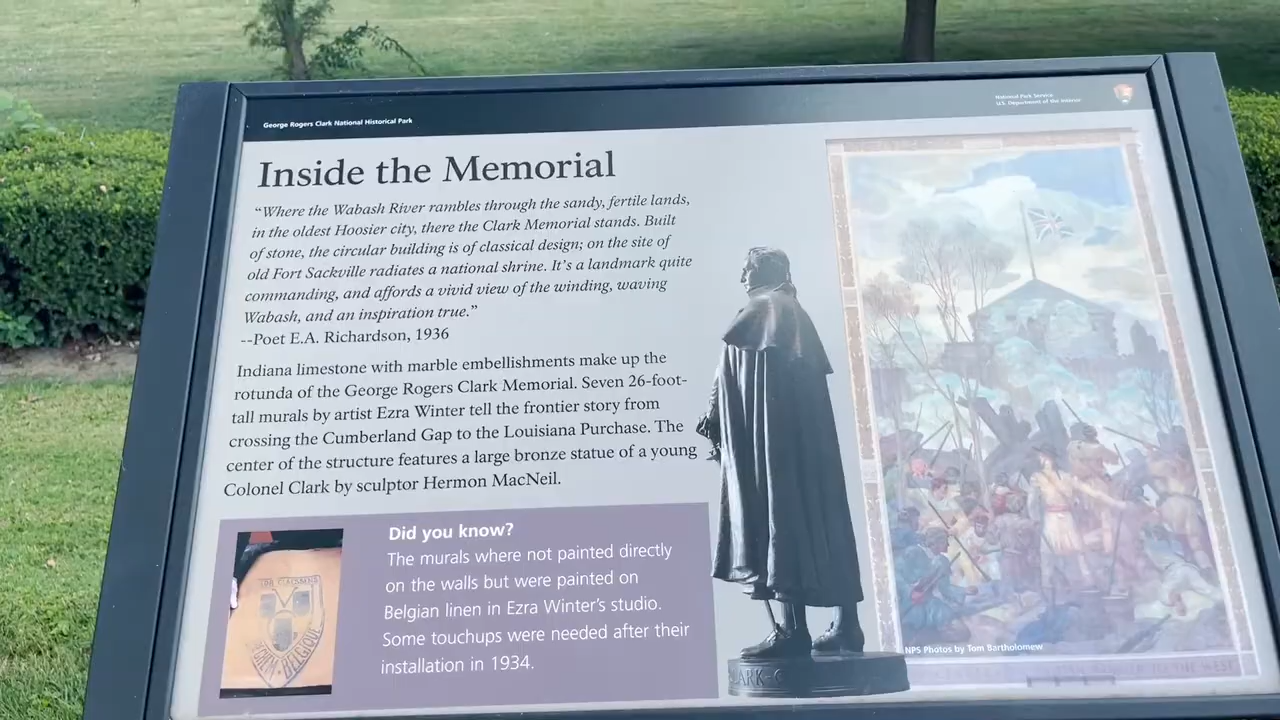 George Rogers Clark National Historical Park
National Park Service
U.S. Department of the Interior
Inside the Memorial
“Where the Wabash River rambles through the sandy, fertile lands,
in the oldest Hoosier city, there the Clark Memorial stands. Built
of stone, the circular building is of classical design; on the site of
old Fort Sackville radiates a national shrine. It’s a landmark quite
commanding, and affords a vivid view of the winding, waving
Wabash, and an inspiration true.”
--Poet E.A. Richardson, 1936
Indiana limestone with marble embellishments make up the
rotunda of the George Rogers Clark Memorial. Seven 26-foot-
tall murals by artist Ezra Winter tell the frontier story from
crossing the Cumberland Gap to the Louisiana Purchase. The
center of the structure features a large bronze statue of a young
Colonel Clark by sculptor Hermon MacNeil.
Did you know?
The murals where not painted directly
on the walls but were painted on
Belgian linen in Ezra Winter’s studio.
Some touchups were needed after their
installation in 1934.
BELGIQUE
NPS Photos by Tom Bartholomew
TO THE WEST